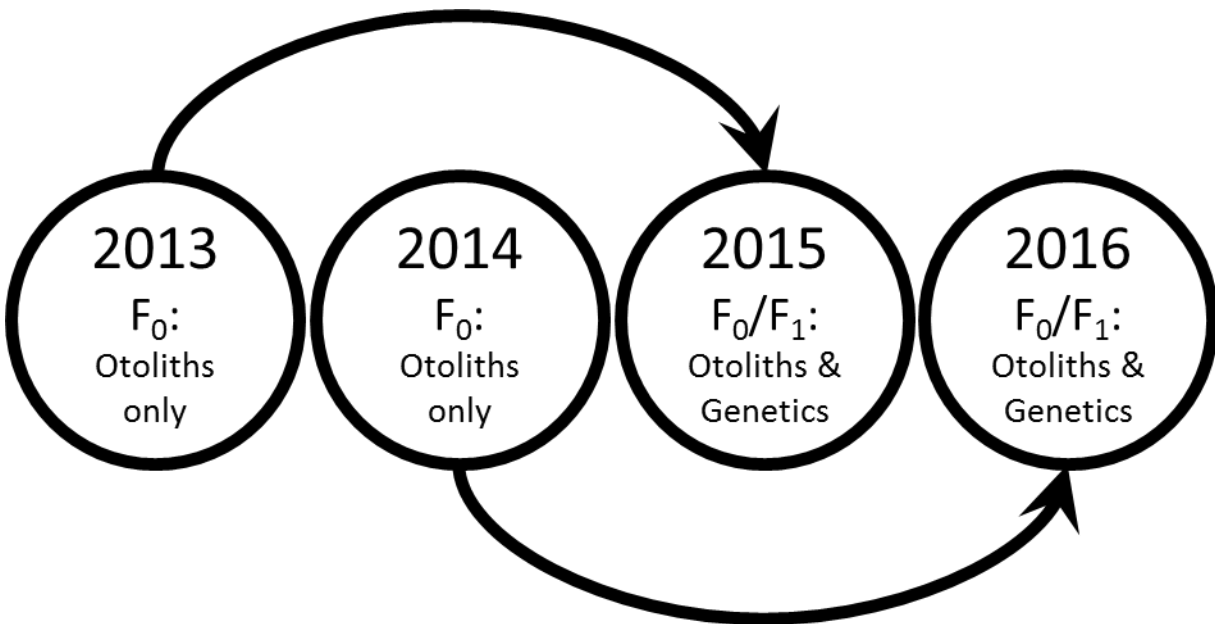 2013
F₀:
Otoliths
only
2014
F₀:
Otoliths
only
2015
F₀/F₁:
Otoliths &
Genetics
2016
F₀/F₁:
Otoliths &
Genetics